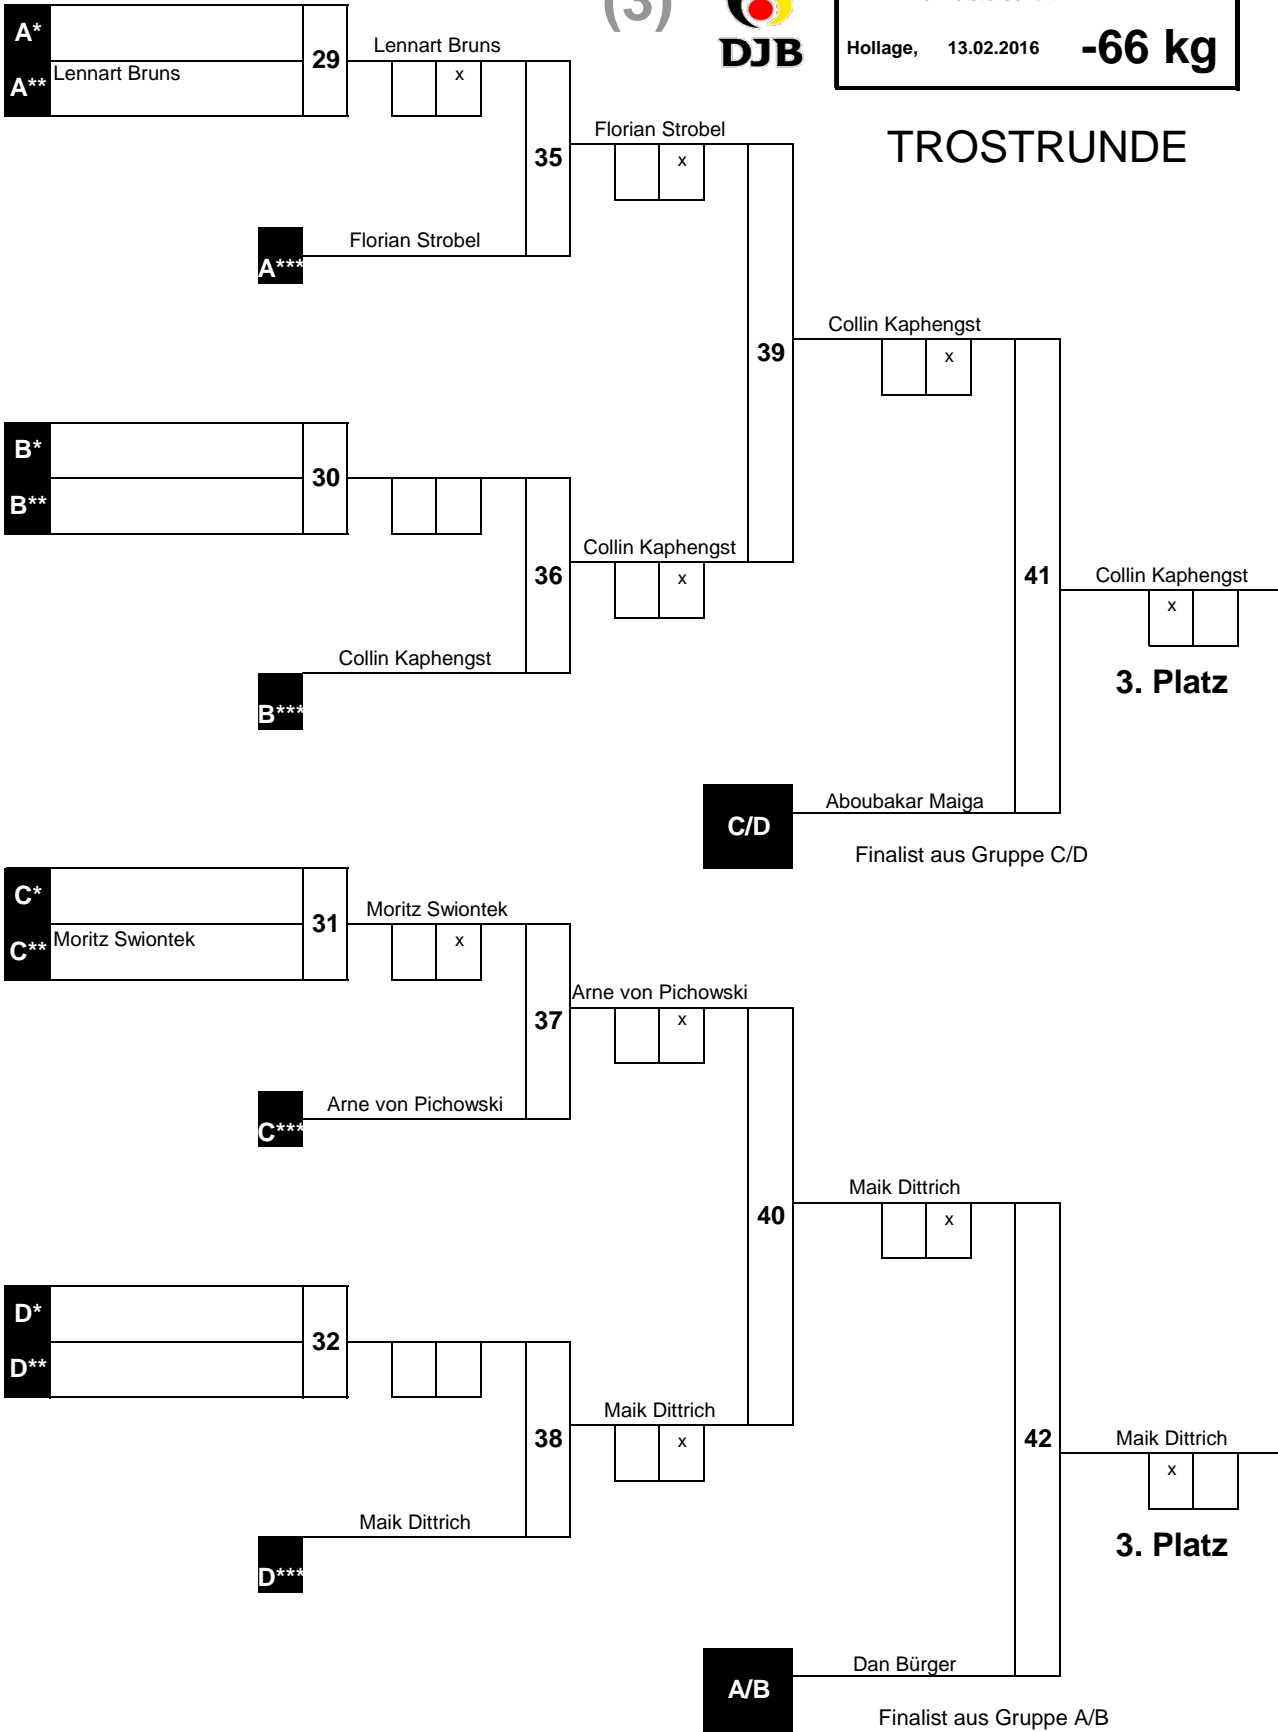 (3)
DJB
Hollage, 13.02.2016 -66 kg
TROSTRUNDE
A*
A** Lennart Bruns
29
Lennart Bruns
x
35
Florian Strobel
x
A***
Florian Strobel
39
Collin Kaphengst
x
B*
B**
30
36
Collin Kaphengst
x
B***
Collin Kaphengst
41
Collin Kaphengst
x
3. Platz
C/D
Aboubakar Maiga
Finalist aus Gruppe C/D
C*
C** Moritz Swiontek
31
Moritz Swiontek
x
37
Arne von Pichowski
x
C***
Arne von Pichowski
40
Maik Dittrich
x
D*
D**
32
38
Maik Dittrich
x
D***
Maik Dittrich
42
Maik Dittrich
x
3. Platz
A/B
Dan Bürger
Finalist aus Gruppe A/B